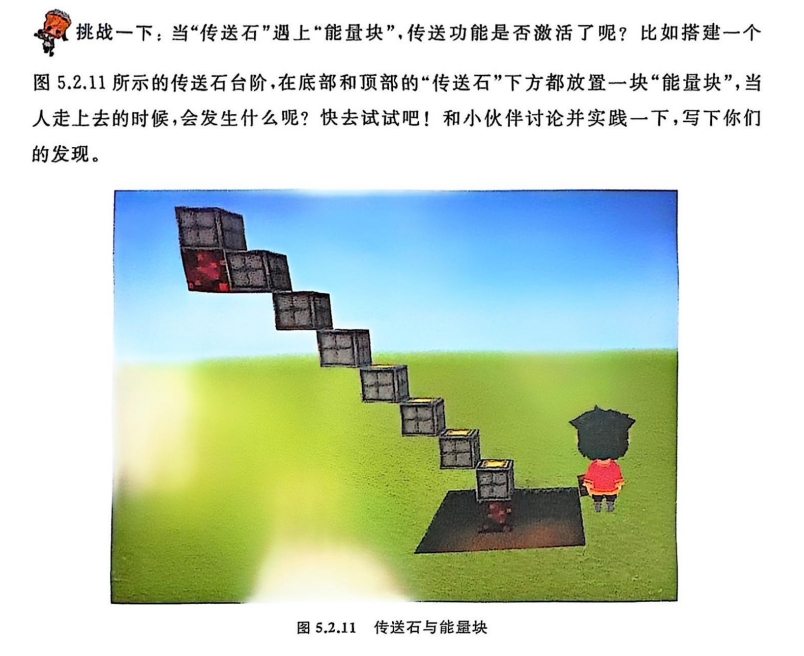 挑战一下：当“传送石”遇上“能量块”，传送功能是否激活了呢？比如搭建一个
图 5.2.11 所示的传送石台阶，在底部和顶部的“传送石”下方都放置一块“能量块”，当
人走上去的时候，会发生什么呢？快去试试吧！和小伙伴讨论并实践一下，写下你们
的发现。
图 5.2.11 传送石与能量块